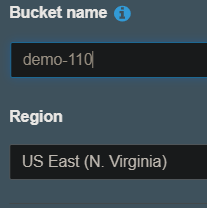 Bucket name
demo-110
Region
US East (N. Virginia)